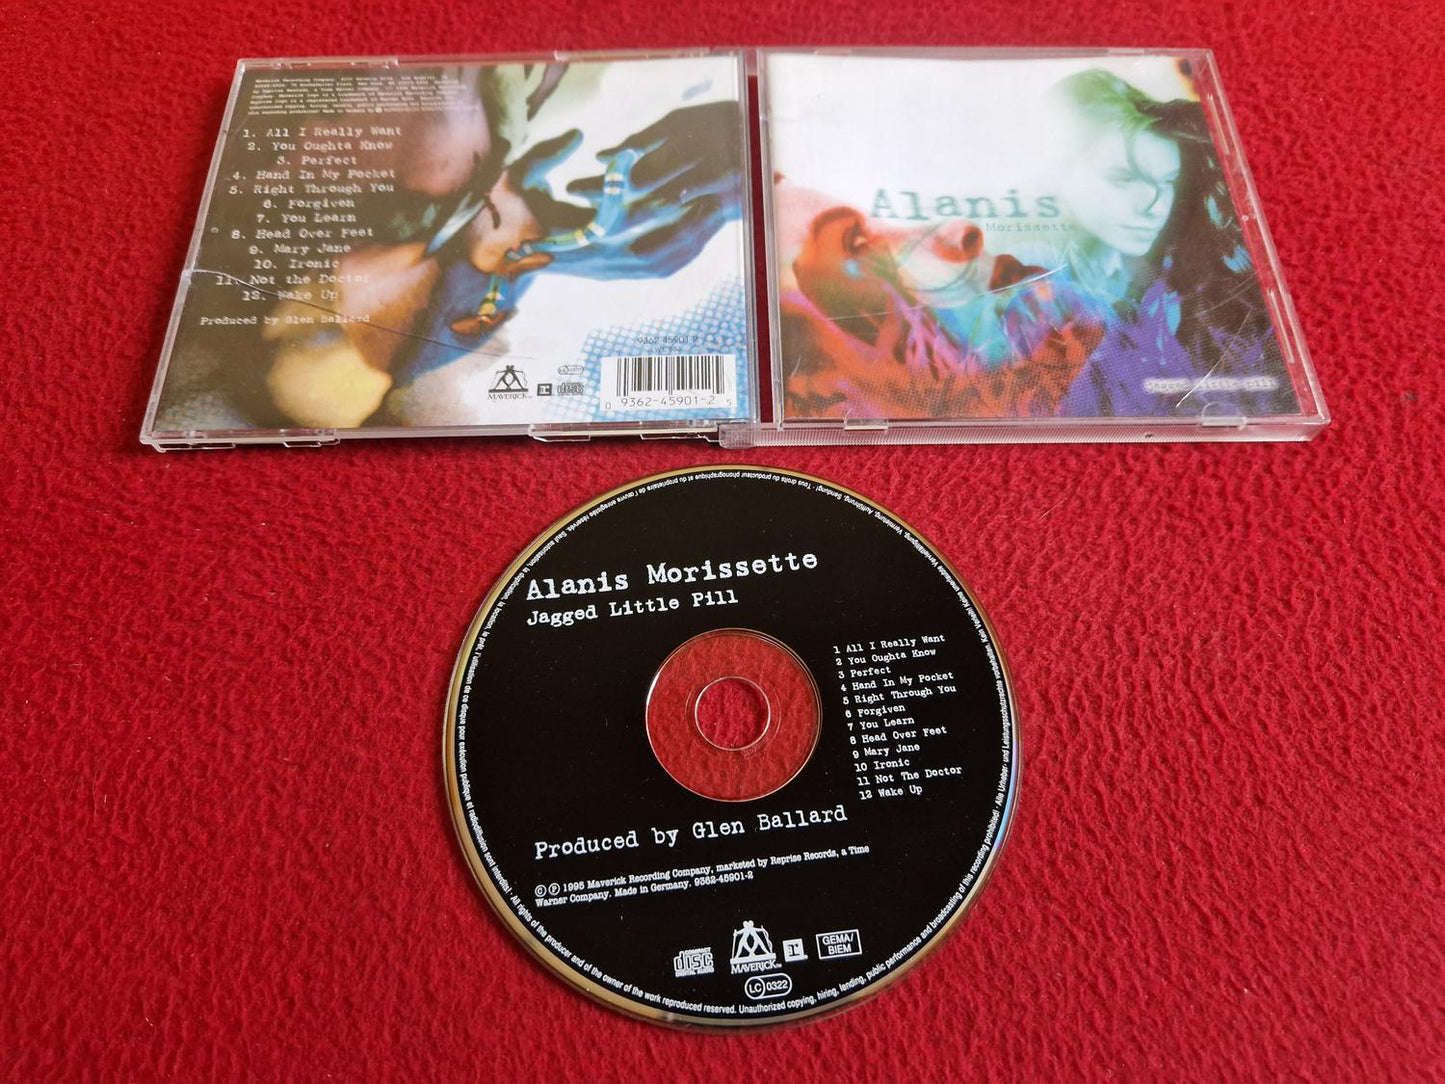 1. All I Really Want
2. You Oughta Know
3. Perfect
4. Hand In My Pocket
5. Right Through You
6. Forgiven
7. You Learn
8. Head Over Feet
9. Mary Jane
10. Ironic
11. Not the Doctor
12. Wake Up
Produced by Glen Ballard
9362-45901-2
MAVERICK
0 9362-45901-2 5
Alanis
Morissette
Jagged Little Pill
Alanis Morissette
Jagged Little Pill
1 All I Really Want
2 You Oughta Know
3 Perfect
4 Hand In My Pocket
5 Right Through You
6 Forgiven
7 You Learn
8 Head Over Feet
9 Mary Jane
10 Ironic
11 Not The Doctor
12 Wake Up
Produced by Glen Ballard
© ℗ 1995 Maverick Recording Company, marketed by Reprise Records, a Time
Warner Company. Made in Germany. 9362-45901-2
COMPACT
disc
DIGITAL AUDIO
MAVERICK
GEMA/
BIEM
LC 0322
All rights of the producer and of the owner of the work reproduced reserved. Unauthorized copying, hiring, lending, public performance and broadcasting of this recording prohibited!